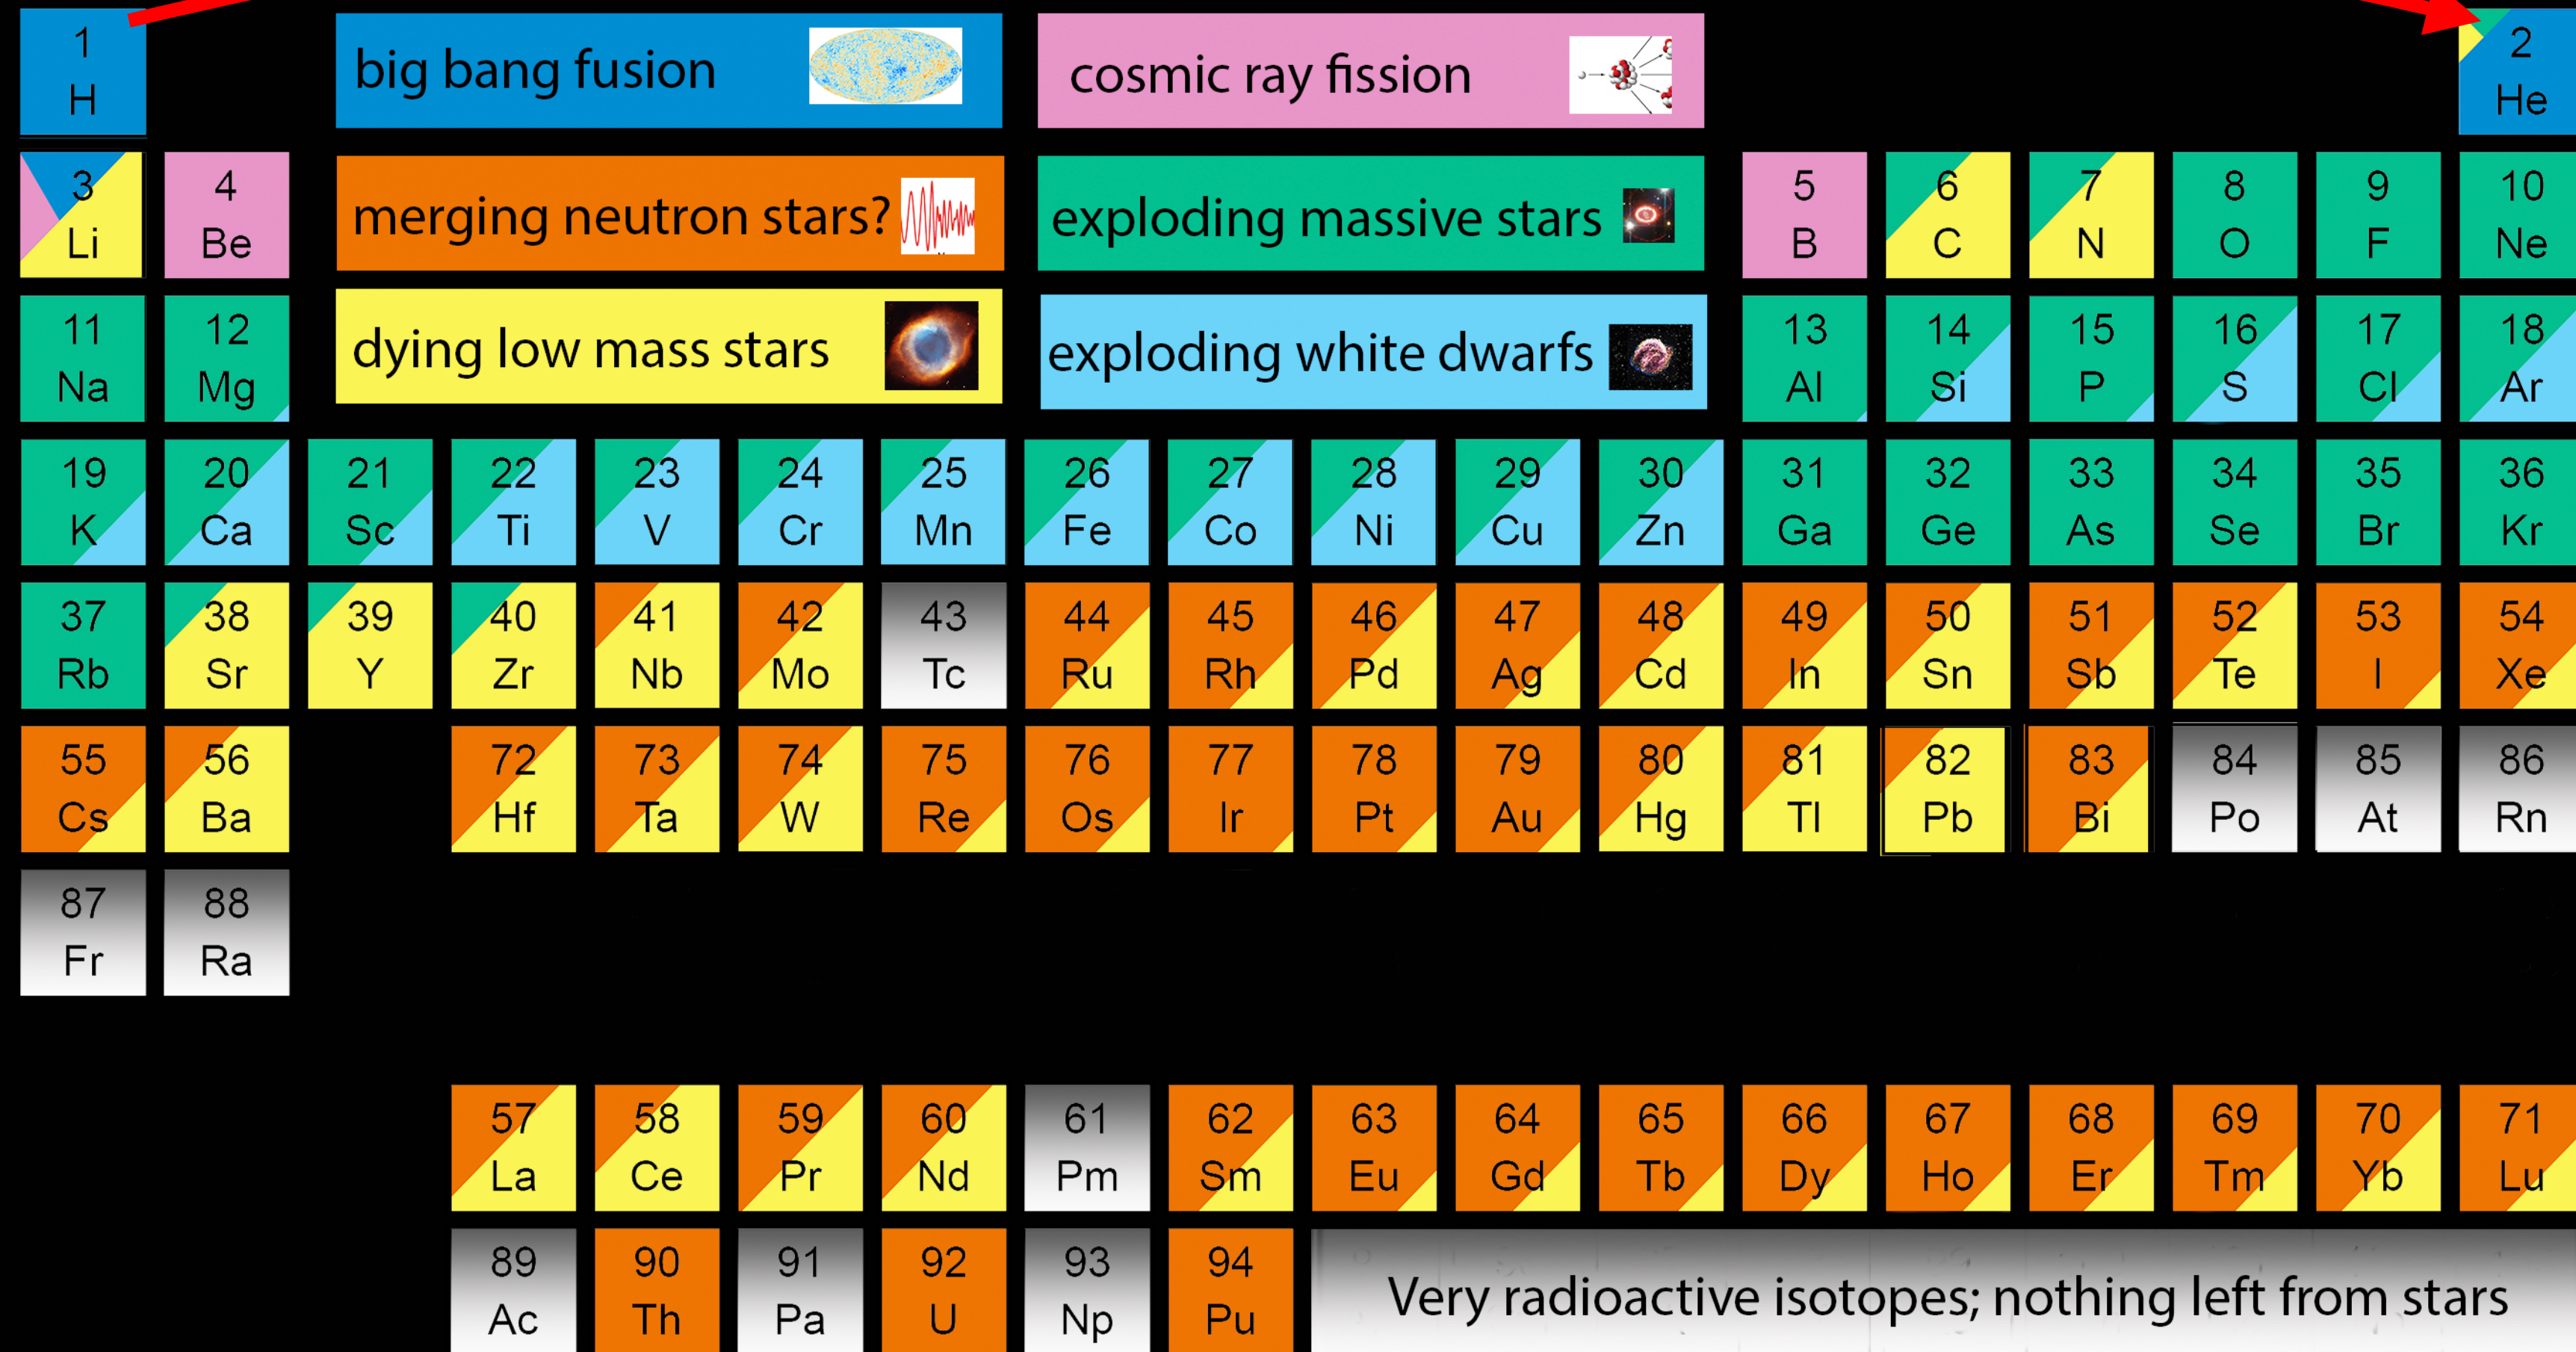 1
H
big bang fusion
cosmic ray fission
2
He
3
Li
4
Be
merging neutron stars?
exploding massive stars
5
B
6
C
7
N
8
O
9
F
10
Ne
11
Na
12
Mg
dying low mass stars
exploding white dwarfs
13
Al
14
Si
15
P
16
S
17
Cl
18
Ar
19
K
20
Ca
21
Sc
22
Ti
23
V
24
Cr
25
Mn
26
Fe
27
Co
28
Ni
29
Cu
30
Zn
31
Ga
32
Ge
33
As
34
Se
35
Br
36
Kr
37
Rb
38
Sr
39
Y
40
Zr
41
Nb
42
Mo
43
Tc
44
Ru
45
Rh
46
Pd
47
Ag
48
Cd
49
In
50
Sn
51
Sb
52
Te
53
I
54
Xe
55
Cs
56
Ba
72
Hf
73
Ta
74
W
75
Re
76
Os
77
Ir
78
Pt
79
Au
80
Hg
81
Tl
82
Pb
83
Bi
84
Po
85
At
86
Rn
87
Fr
88
Ra
57
La
58
Ce
59
Pr
60
Nd
61
Pm
62
Sm
63
Eu
64
Gd
65
Tb
66
Dy
67
Ho
68
Er
69
Tm
70
Yb
71
Lu
89
Ac
90
Th
91
Pa
92
U
93
Np
94
Pu
Very radioactive isotopes; nothing left from stars